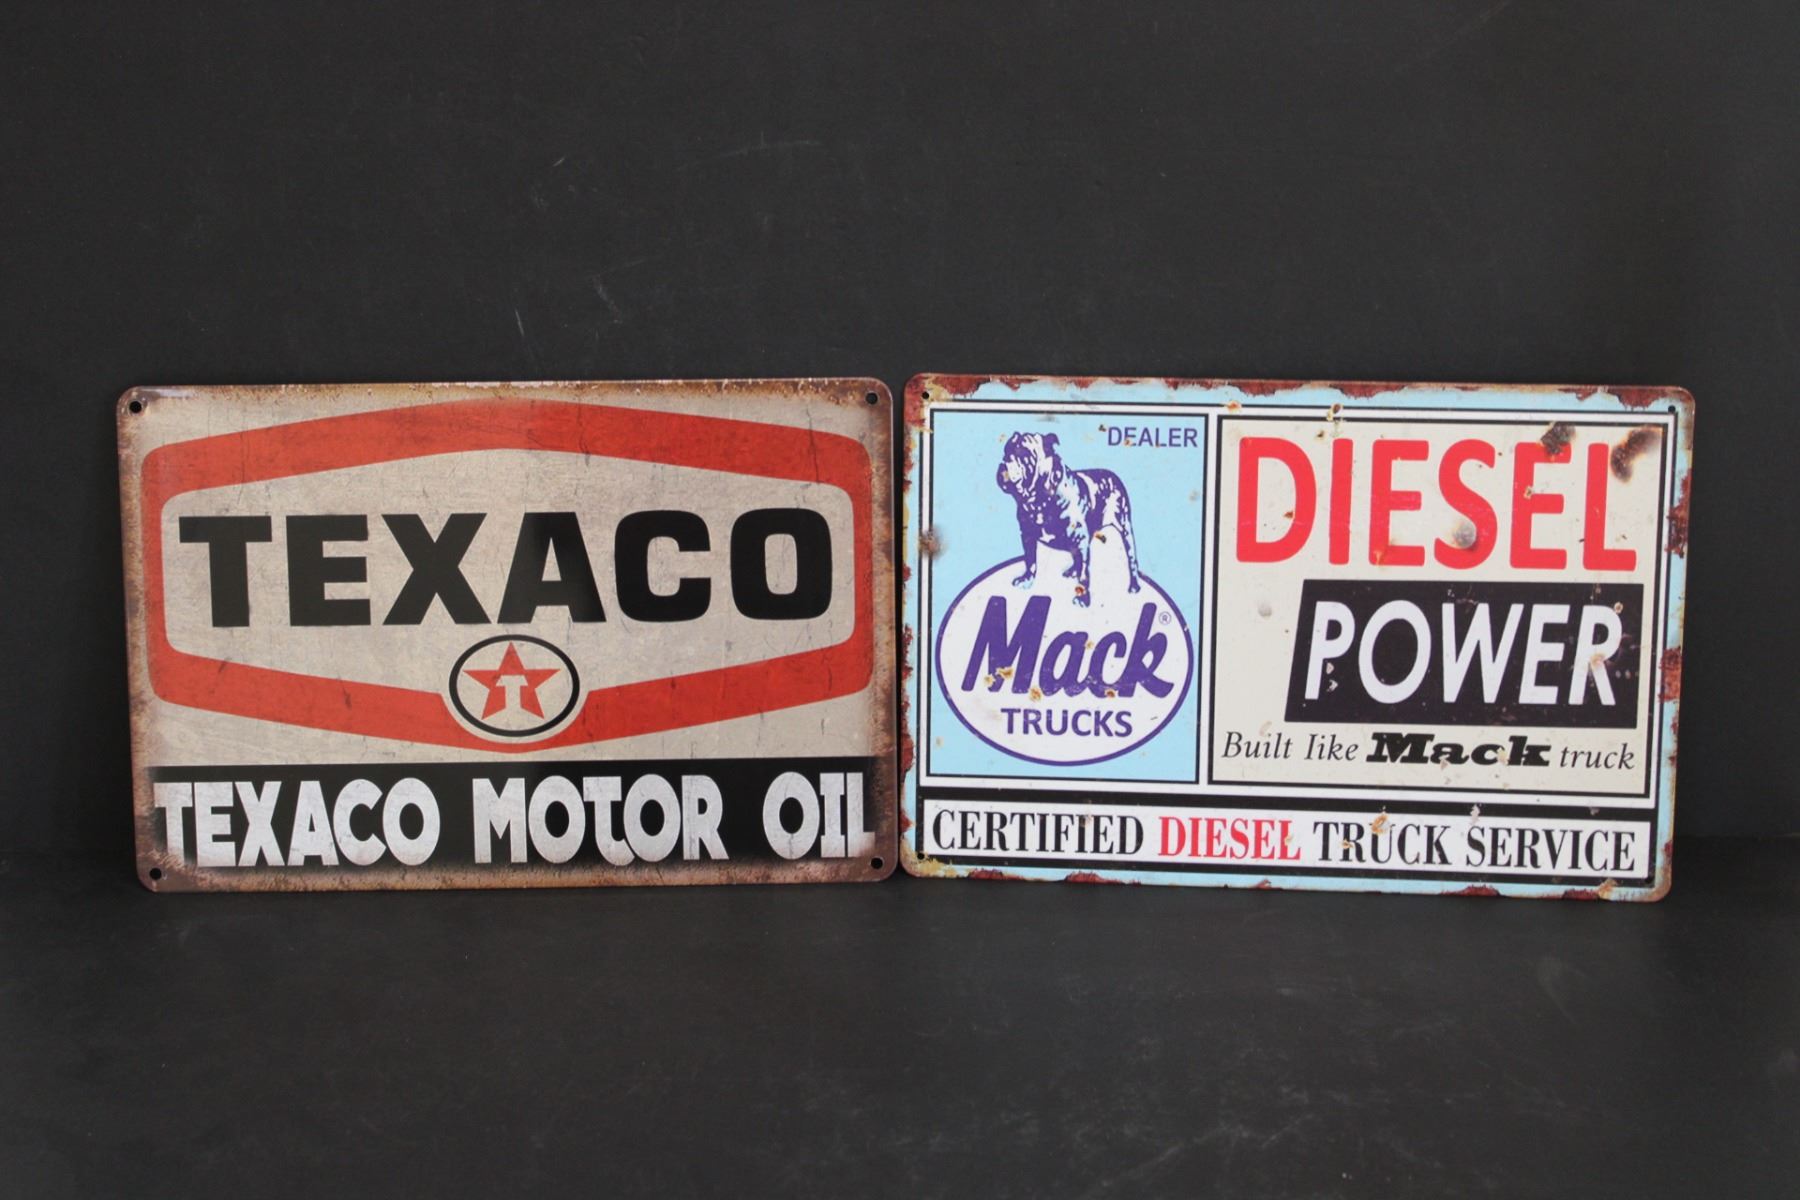 TEXACO
T
TEXACO MOTOR OIL
DEALER
Mack®
TRUCKS
DIESEL
POWER
Built like Mack truck
CERTIFIED DIESEL TRUCK SERVICE